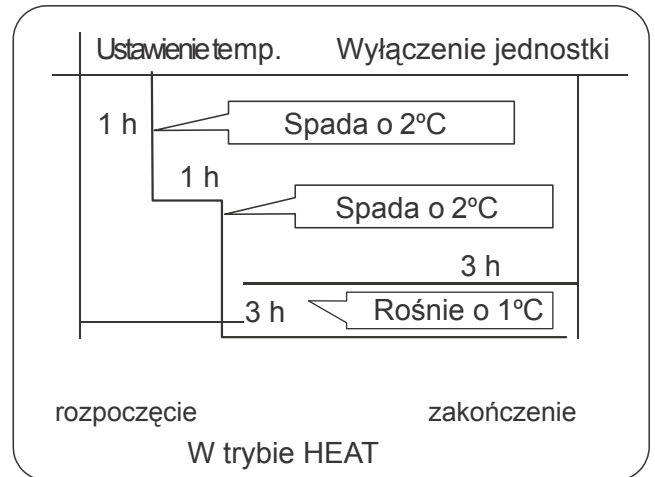 Ustawienie temp. Wyłączenie jednostki
1 h Spada o 2ºC
1 h
Spada o 2ºC
3 h
3 h Rośnie o 1ºC
rozpoczęcie zakończenie
W trybie HEAT